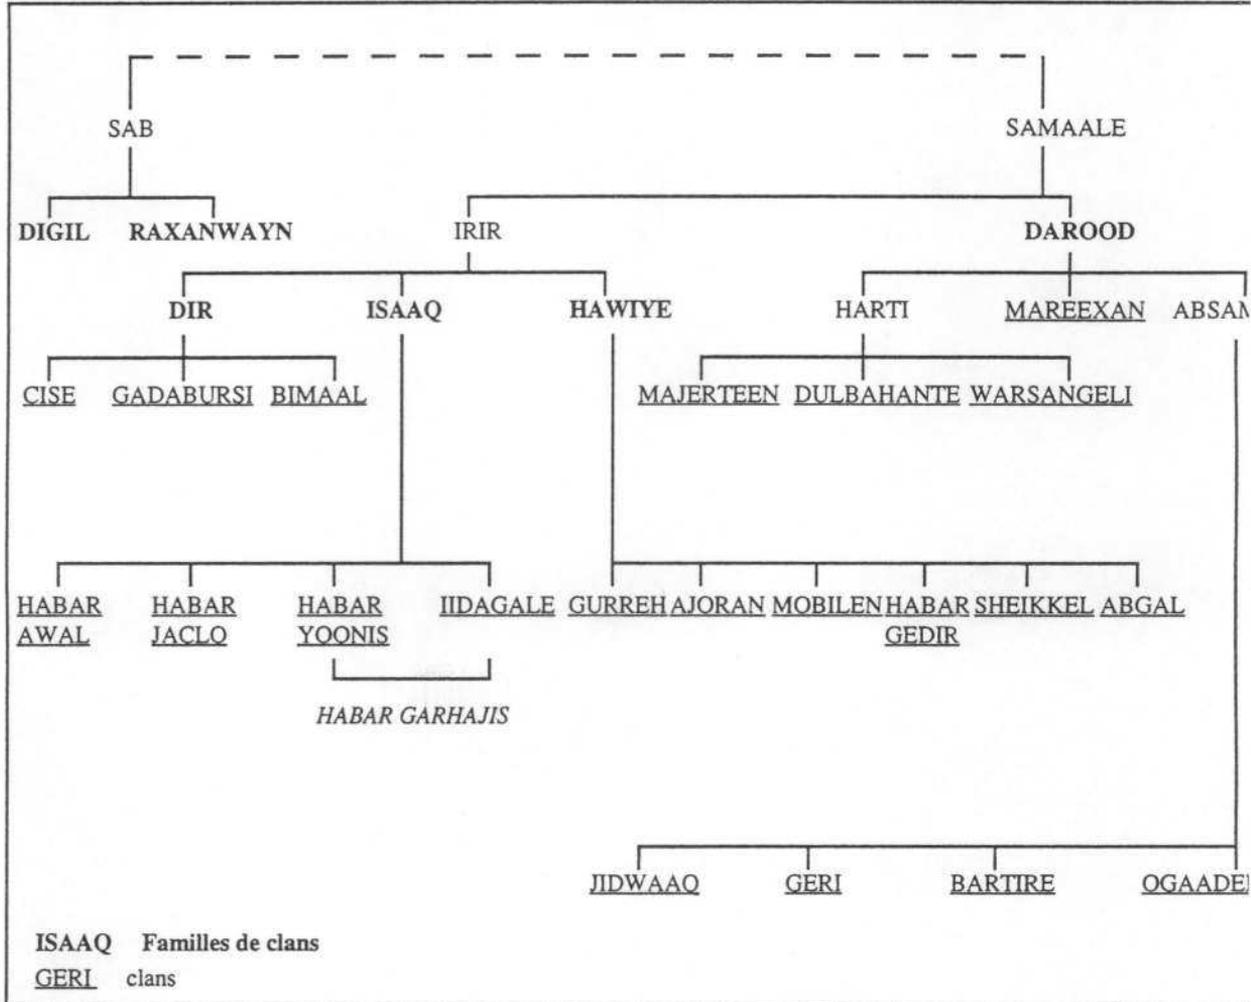 SAB SAMAALE
DIGIL RAXANWAYN IRIR DAROOD
DIR ISAAQ HAWIYE HARTI MAREEXAN ABSAM
CISE GADABURSI BIMAAL MAJERTEEN DULBAHANTE WARSANGELI
HABAR HABAR HABAR IIDAGALE GURREH AJORAN MOBILEN HABAR SHEIKKEL ABGAL
AWAL JACLO YOONIS GEDIR
HABAR GARHAJIS
JIDWAAQ GERI BARTIRE OGAADE
ISAAQ Familles de clans
GERI clans